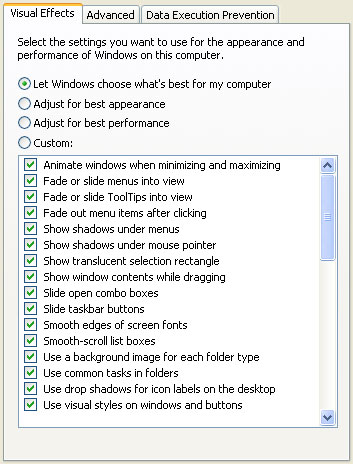 Visual Effects Advanced Data Execution Prevention
Select the settings you want to use for the appearance and
performance of Windows on this computer.
Let Windows choose what's best for my computer
Adjust for best appearance
Adjust for best performance
Custom:
Animate windows when minimizing and maximizing
Fade or slide menus into view
Fade or slide ToolTips into view
Fade out menu items after clicking
Show shadows under menus
Show shadows under mouse pointer
Show translucent selection rectangle
Show window contents while dragging
Slide open combo boxes
Slide taskbar buttons
Smooth edges of screen fonts
Smooth-scroll list boxes
Use a background image for each folder type
Use common tasks in folders
Use drop shadows for icon labels on the desktop
Use visual styles on windows and buttons